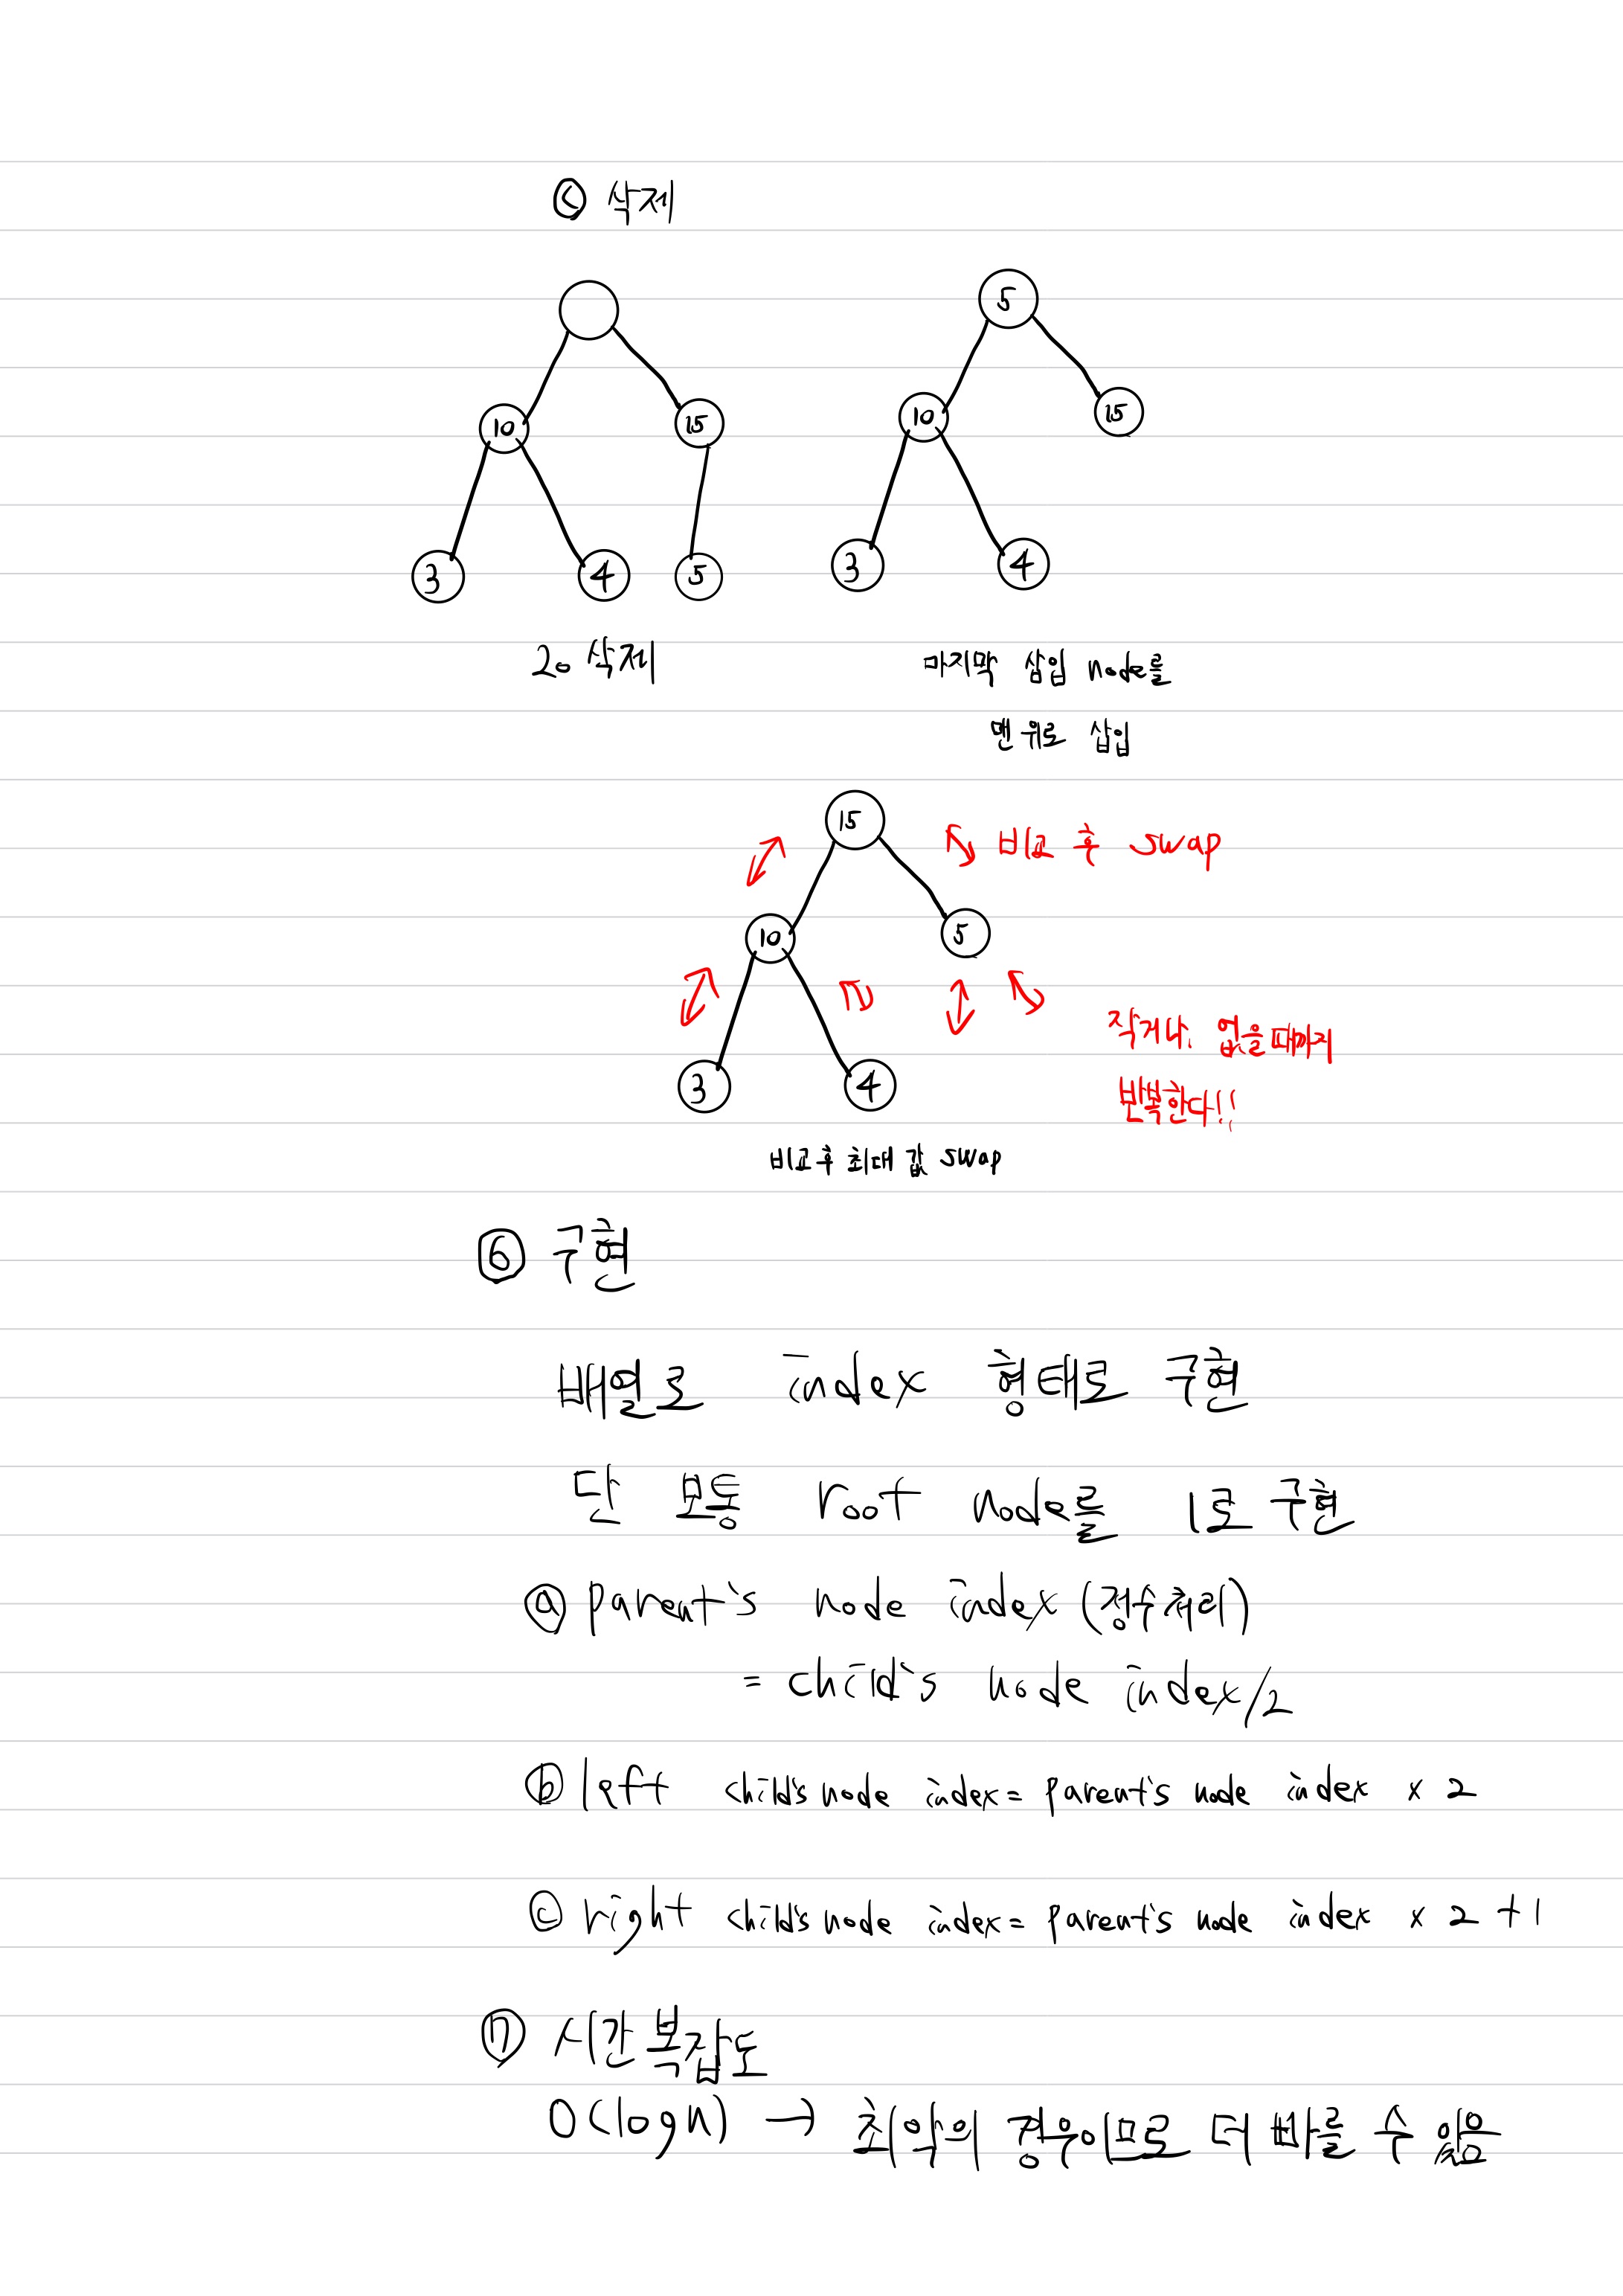 ⓒ 삭제
5
10 15 10 15
3 4 5 3 4
20 삭제 마지막 삽입 node를
맨 위로 삽입
15 비교 후 swap
10 5
작거나, 없을때까지
3 4 반복한다!!
비교후 최대 값 swap
⑥ 구현
배열로 index 형태로 구현
단 보통 root node를 1로 구현
ⓐ parent's node index (정수처리)
= child's node index/2
ⓑ left child's node index = parent's node index × 2
ⓒ right child's node index = parent's node index × 2 + 1
⑦ 시간 복잡도
O(logn) → 최악의 경우이므로 더 빠를 수 있음